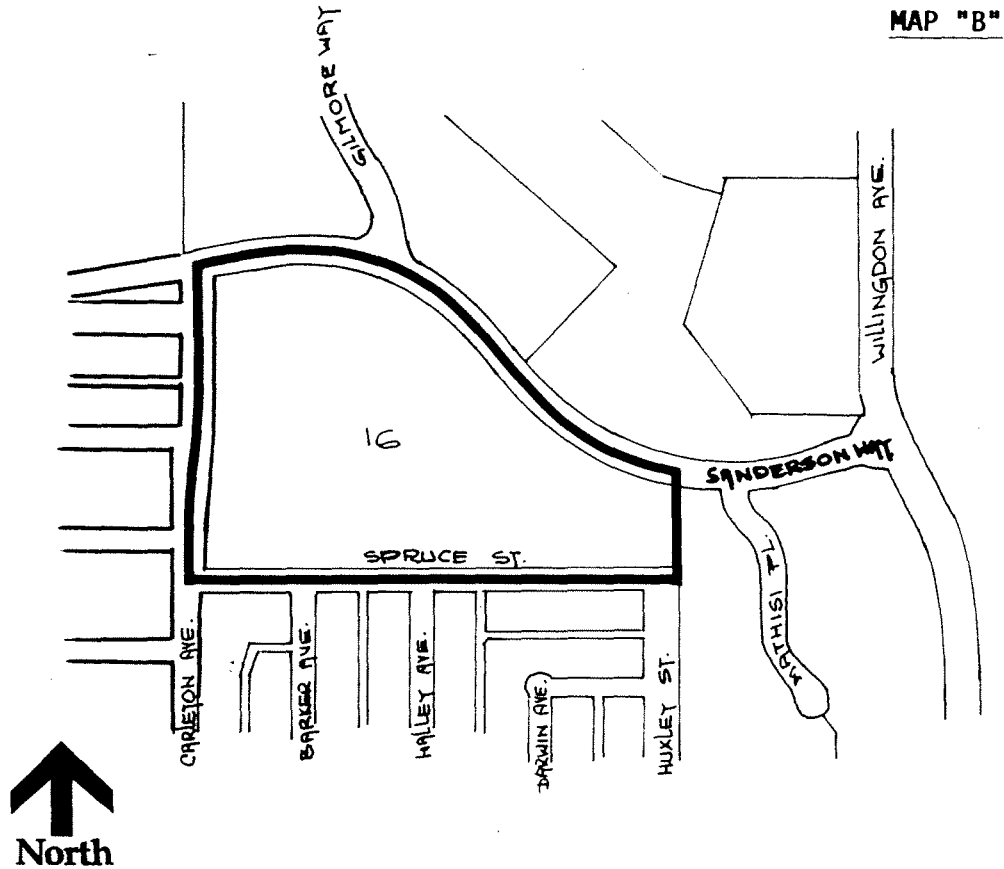 MAP "B"
GILMORE WAY
WILLINGDON AVE.
16
SANDERSON WAY
SPRUCE ST.
MATHISI PL.
CARLETON AVE.
BARKER AVE.
HALLEY AVE.
DARWIN AVE.
HUXLEY ST.
North